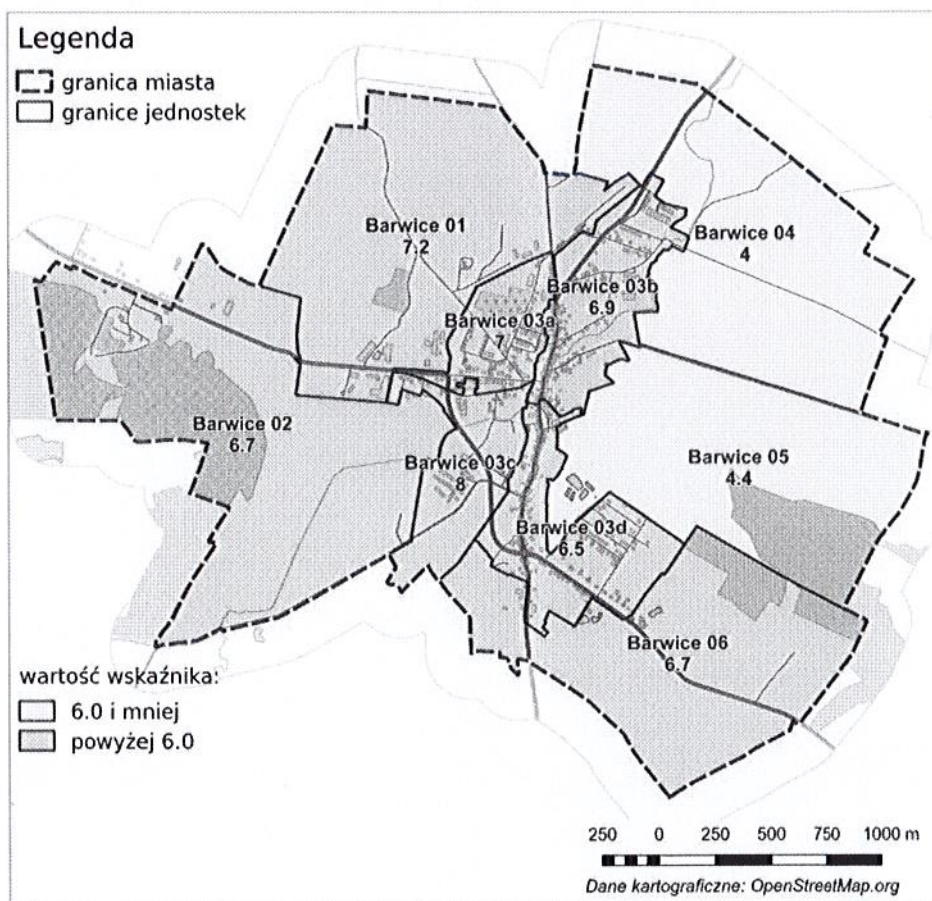 Legenda
granica miasta
granice jednostek
Barwice 01
7.2
Barwice 04
4
Barwice 03b
6.9
Barwice 03a
7
Barwice 02
6.7
Barwice 03c
8
Barwice 05
4.4
Barwice 03d
6.5
Barwice 06
6.7
wartość wskaźnika:
6.0 i mniej
powyżej 6.0
250 0 250 500 750 1000 m
Dane kartograficzne: OpenStreetMap.org